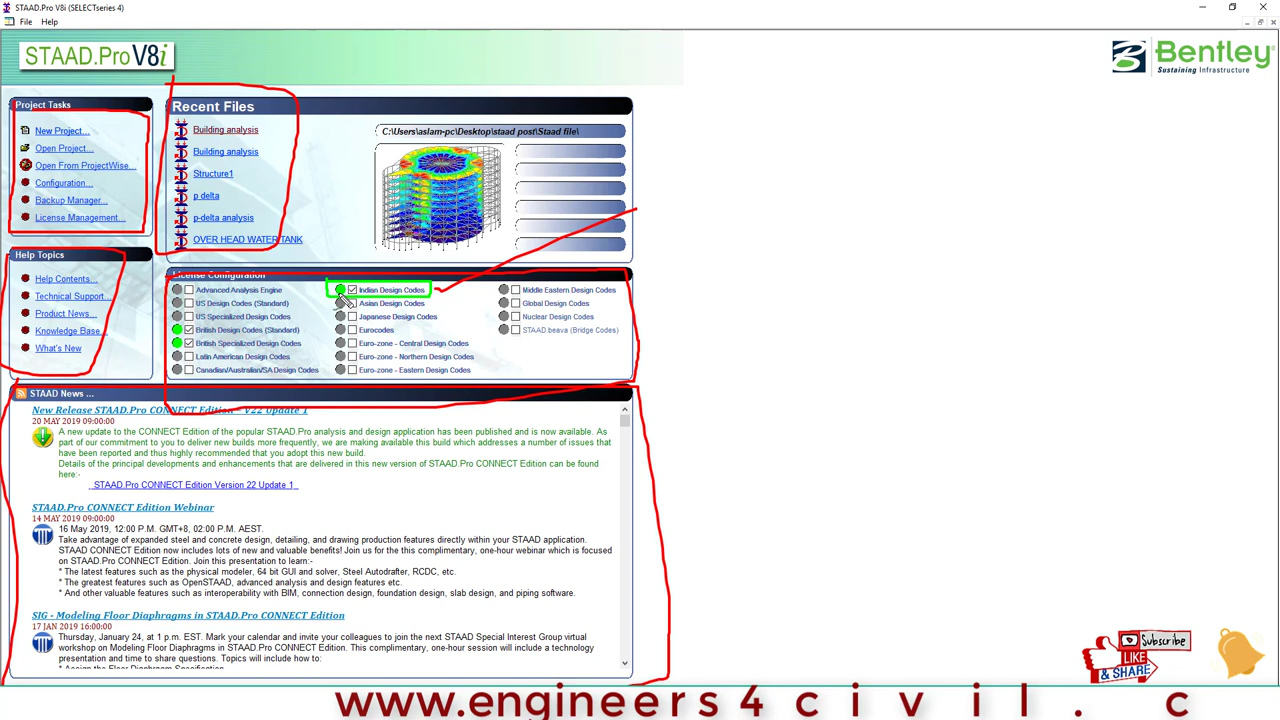 STAAD.Pro V8i (SELECTseries 4)
File Help
STAAD.Pro V8i
Bentley
Sustaining Infrastructure
Project Tasks
New Project...
Open Project...
Open From ProjectWise...
Configuration...
Backup Manager...
License Management...
Recent Files
Building analysis
Building analysis
Structure1
p delta
p-delta analysis
OVER HEAD WATER TANK
C:\Users\aslam-pc\Desktop\staad post\Staad file\
Help Topics
Help Contents...
Technical Support...
Product News...
Knowledge Base...
What's New
License Configuration
Advanced Analysis Engine
US Design Codes (Standard)
US Specialized Design Codes
British Design Codes (Standard)
British Specialized Design Codes
Latin American Design Codes
Canadian/Australian/SA Design Codes
Indian Design Codes
Asian Design Codes
Japanese Design Codes
Eurocodes
Euro-zone - Central Design Codes
Euro-zone - Northern Design Codes
Euro-zone - Eastern Design Codes
Middle Eastern Design Codes
Global Design Codes
Nuclear Design Codes
STAAD.beava (Bridge Codes)
STAAD News ...
New Release STAAD.Pro CONNECT Edition - V22 Update 1
20 MAY 2019 09:00:00
A new update to the CONNECT Edition of the popular STAAD.Pro analysis and design application has been published and is now available. As
part of our commitment to you to deliver new builds more frequently, we are making available this build which addresses a number of issues that
have been reported and thus highly recommended that you adopt this new build.
Details of the principal developments and enhancements that are delivered in this new version of STAAD.Pro CONNECT Edition can be found
here:-
STAAD.Pro CONNECT Edition Version 22 Update 1
STAAD.Pro CONNECT Edition Webinar
14 MAY 2019 09:00:00
16 May 2019, 12:00 P.M. GMT+8, 02:00 P.M. AEST.
Take advantage of expanded steel and concrete design, detailing, and drawing production features directly within your STAAD application.
STAAD CONNECT Edition now includes lots of new and valuable benefits! Join us for the this complimentary, one-hour webinar which is focused
on STAAD.Pro CONNECT Edition. Join this presentation to learn:-
* The latest features such as the physical modeler, 64 bit GUI and solver, Steel Autodrafter, RCDC, etc.
* The greatest features such as OpenSTAAD, advanced analysis and design features etc.
* And other valuable features such as interoperability with BIM, connection design, foundation design, slab design, and piping software.
SIG - Modeling Floor Diaphragms in STAAD.Pro CONNECT Edition
17 JAN 2019 16:00:00
Thursday, January 24, at 1 p.m. EST. Mark your calendar and invite your colleagues to join the next STAAD Special Interest Group virtual
workshop on Modeling Floor Diaphragms in STAAD.Pro CONNECT Edition. This complimentary, one-hour session will include a technology
presentation and time to share questions. Topics will include how to:
* Assign the Floor Diaphragm Specification
Subscribe
LIKE
& SHARE
www.engineers4civil.c